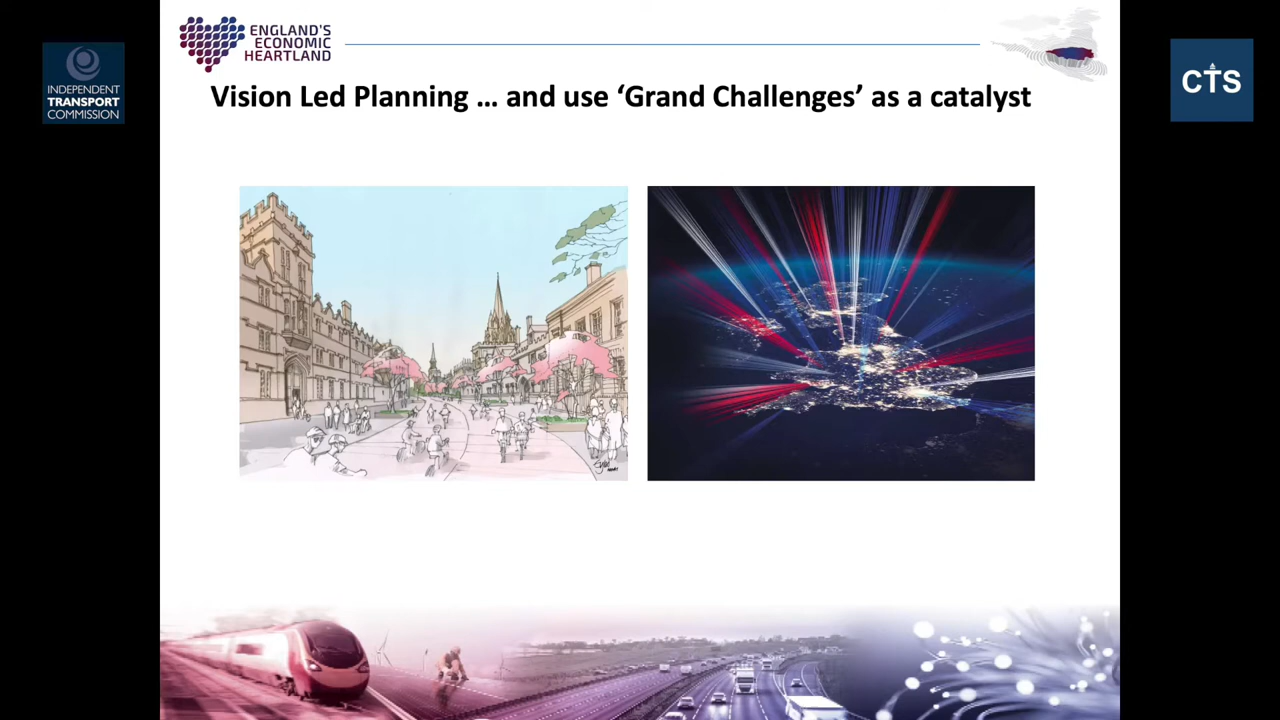 ENGLAND'S
ECONOMIC
HEARTLAND
INDEPENDENT
TRANSPORT
COMMISSION
CTS
Vision Led Planning ... and use ‘Grand Challenges’ as a catalyst